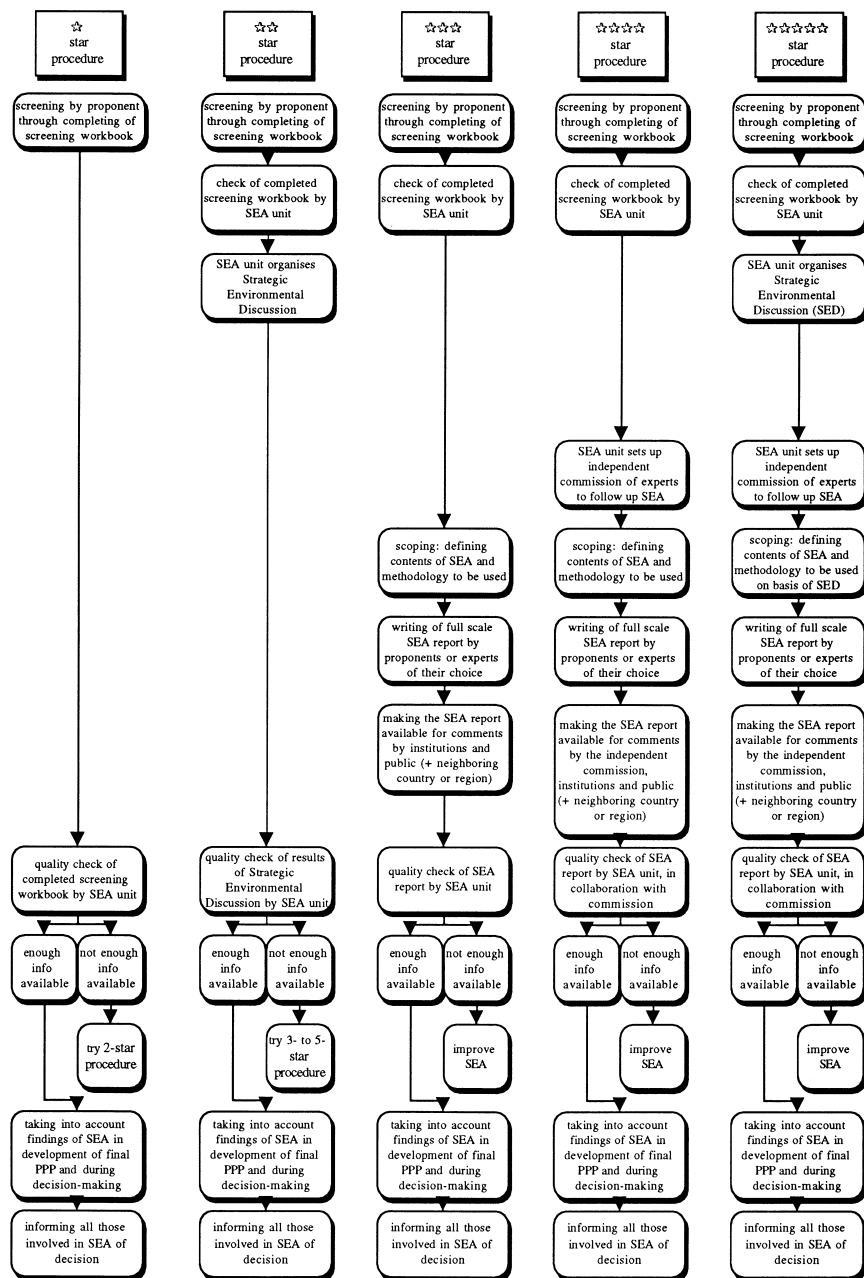 ☆
star
procedure
screening by proponent
through completing of
screening workbook
quality check of
completed screening
workbook by SEA unit
enough
info
available
not enough
info
available
try 2-star
procedure
taking into account
findings of SEA in
development of final
PPP and during
decision-making
informing all those
involved in SEA of
decision
☆☆
star
procedure
screening by proponent
through completing of
screening workbook
check of completed
screening workbook by
SEA unit
SEA unit organises
Strategic
Environmental
Discussion
quality check of results
of Strategic
Environmental
Discussion by SEA unit
enough
info
available
not enough
info
available
try 3- to 5-
star
procedure
taking into account
findings of SEA in
development of final
PPP and during
decision-making
informing all those
involved in SEA of
decision
☆☆☆
star
procedure
screening by proponent
through completing of
screening workbook
check of completed
screening workbook by
SEA unit
scoping: defining
contents of SEA and
methodology to be used
writing of full scale
SEA report by
proponents or experts
of their choice
making the SEA report
available for comments
by institutions and
public (+ neighboring
country or region)
quality check of SEA
report by SEA unit
enough
info
available
not enough
info
available
improve
SEA
taking into account
findings of SEA in
development of final
PPP and during
decision-making
informing all those
involved in SEA of
decision
☆☆☆☆
star
procedure
screening by proponent
through completing of
screening workbook
check of completed
screening workbook by
SEA unit
SEA unit sets up
independent
commission of experts
to follow up SEA
scoping: defining
contents of SEA and
methodology to be used
writing of full scale
SEA report by
proponents or experts
of their choice
making the SEA report
available for comments
by the independent
commission,
institutions and public
(+ neighboring country
or region)
quality check of SEA
report by SEA unit, in
collaboration with
commission
enough
info
available
not enough
info
available
improve
SEA
taking into account
findings of SEA in
development of final
PPP and during
decision-making
informing all those
involved in SEA of
decision
☆☆☆☆☆
star
procedure
screening by proponent
through completing of
screening workbook
check of completed
screening workbook by
SEA unit
SEA unit organises
Strategic
Environmental
Discussion (SED)
SEA unit sets up
independent
commission of experts
to follow up SEA
scoping: defining
contents of SEA and
methodology to be used
on basis of SED
writing of full scale
SEA report by
proponents or experts
of their choice
making the SEA report
available for comments
by the independent
commission,
institutions and public
(+ neighboring country
or region)
quality check of SEA
report by SEA unit, in
collaboration with
commission
enough
info
available
not enough
info
available
improve
SEA
taking into account
findings of SEA in
development of final
PPP and during
decision-making
informing all those
involved in SEA of
decision